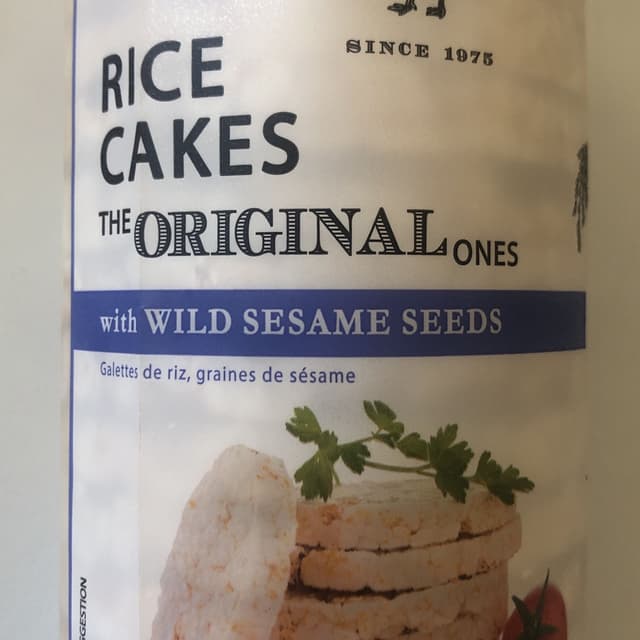 SINCE 1975
RICE
CAKES
THE ORIGINAL ONES
with WILD SESAME SEEDS
Galettes de riz, graines de sésame